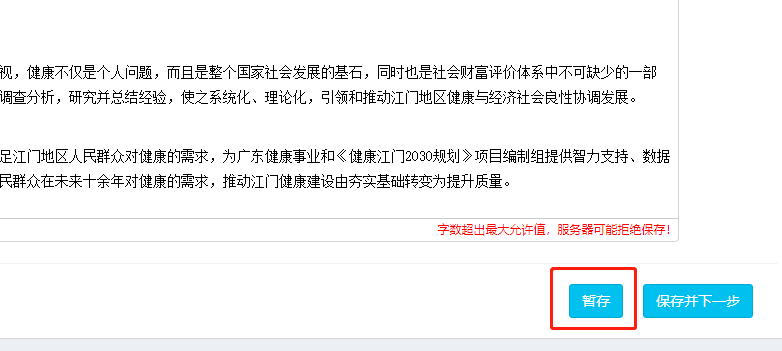 视，健康不仅是个人问题，而且是整个国家社会发展的基石，同时也是社会财富评价体系中不可缺少的一部
调查分析，研究并总结经验，使之系统化、理论化，引领和推动江门地区健康与经济社会良性协调发展。
足江门地区人民群众对健康的需求，为广东健康事业和《健康江门2030规划》项目编制组提供智力支持、数据
民群众在未来十余年对健康的需求，推动江门健康建设由夯实基础转变为提升质量。
字数超出最大允许值，服务器可能拒绝保存！
暂存 保存并下一步